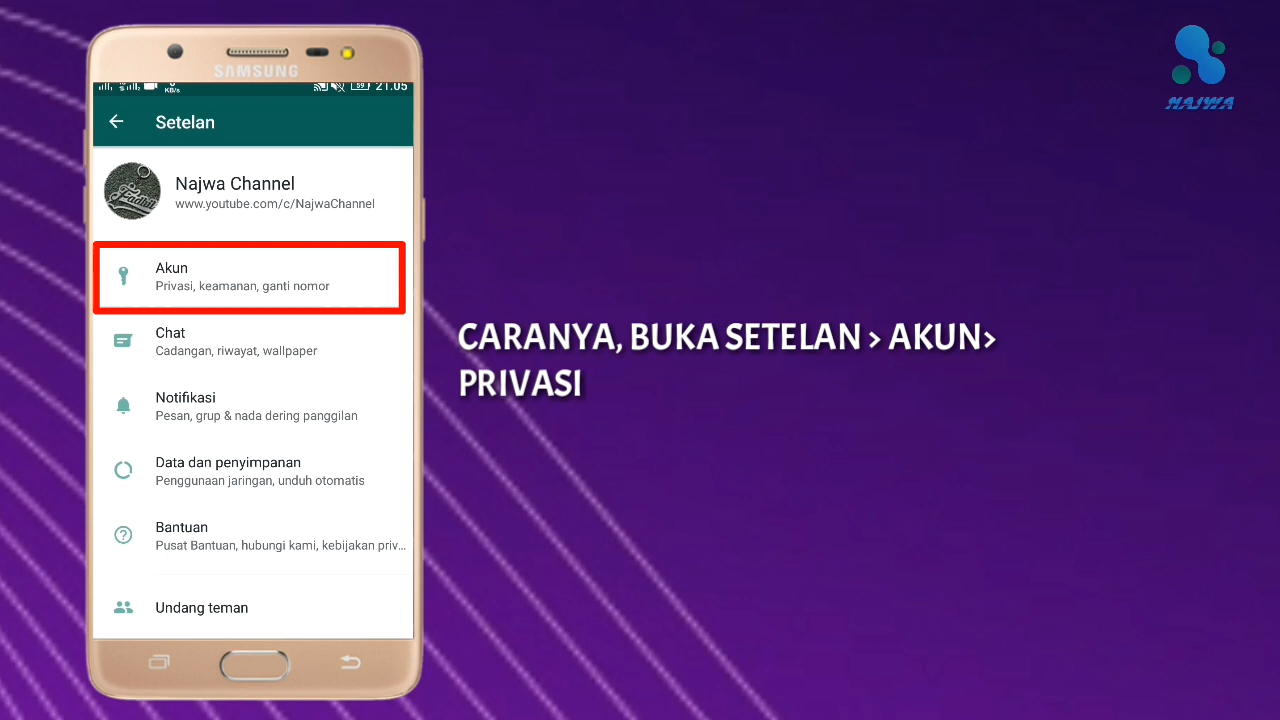 SAMSUNG
KB/s
59
21.05
Setelan
Najwa Channel
www.youtube.com/c/NajwaChannel
Akun
Privasi, keamanan, ganti nomor
Chat
Cadangan, riwayat, wallpaper
Notifikasi
Pesan, grup & nada dering panggilan
Data dan penyimpanan
Penggunaan jaringan, unduh otomatis
Bantuan
Pusat Bantuan, hubungi kami, kebijakan priv...
Undang teman
CARANYA, BUKA SETELAN > AKUN>
PRIVASI
NAJWA